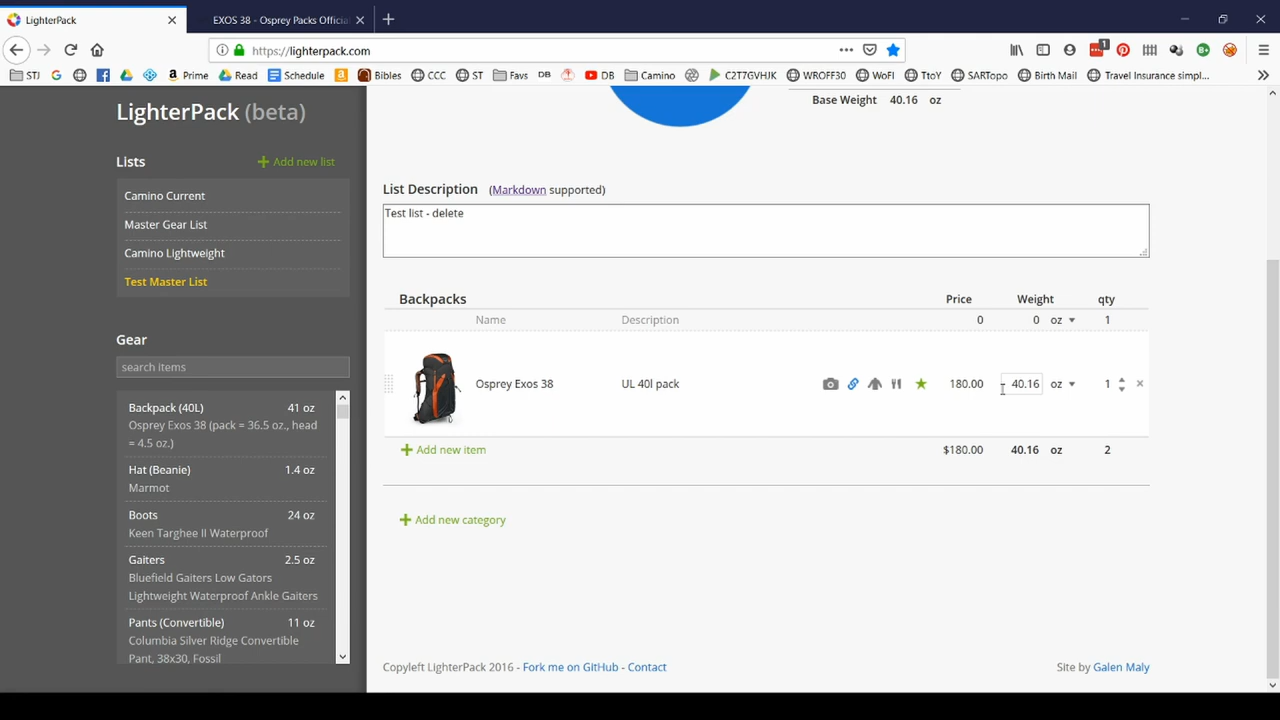 LighterPack
EXOS 38 - Osprey Packs Official
https://lighterpack.com
1
STJ
Prime
Read
Schedule
Bibles
CCC
ST
Favs
DB
DB
Camino
C2T7GVHJK
WROFF30
WoFI
TtoY
SARTopo
Birth Mail
Travel Insurance simpl...
LighterPack (beta)
Lists
Add new list
Camino Current
Master Gear List
Camino Lightweight
Test Master List
Gear
search items
Backpack (40L) 41 oz
Osprey Exos 38 (pack = 36.5 oz., head
= 4.5 oz.)
Hat (Beanie) 1.4 oz
Marmot
Boots 24 oz
Keen Targhee II Waterproof
Gaiters 2.5 oz
Bluefield Gaiters Low Gators
Lightweight Waterproof Ankle Gaiters
Pants (Convertible) 11 oz
Columbia Silver Ridge Convertible
Pant, 38x30, Fossil
Base Weight 40.16 oz
List Description (Markdown supported)
Test list - delete
Backpacks Price Weight qty
Name Description 0 0 oz 1
Osprey Exos 38 UL 40l pack 180.00 40.16 oz 1
Add new item $180.00 40.16 oz 2
Add new category
Copyleft LighterPack 2016 - Fork me on GitHub - Contact
Site by Galen Maly